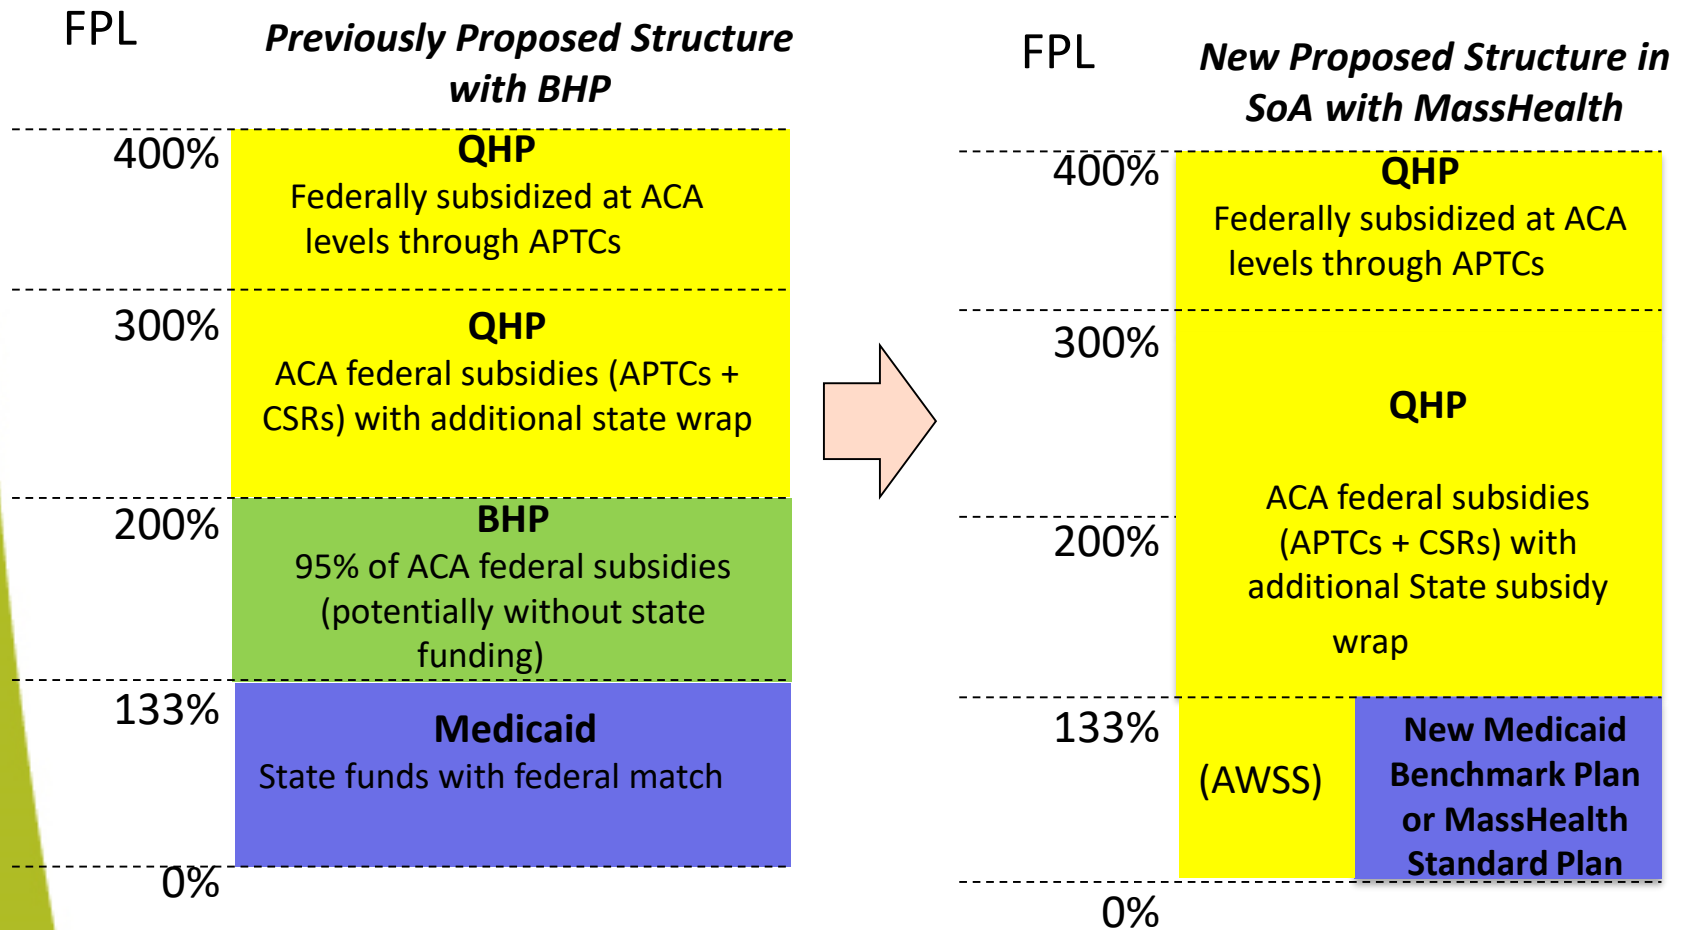 FPL
Previously Proposed Structure
with BHP
400%
QHP
Federally subsidized at ACA
levels through APTCs
300%
QHP
ACA federal subsidies (APTCs +
CSRs) with additional state wrap
200%
BHP
95% of ACA federal subsidies
(potentially without state
funding)
133%
Medicaid
State funds with federal match
0%
FPL
New Proposed Structure in
SoA with MassHealth
400%
QHP
Federally subsidized at ACA
levels through APTCs
300%
QHP
ACA federal subsidies
(APTCs + CSRs) with
200%
additional State subsidy
wrap
133%
(AWSS)
New Medicaid
Benchmark Plan
or MassHealth
Standard Plan
0%